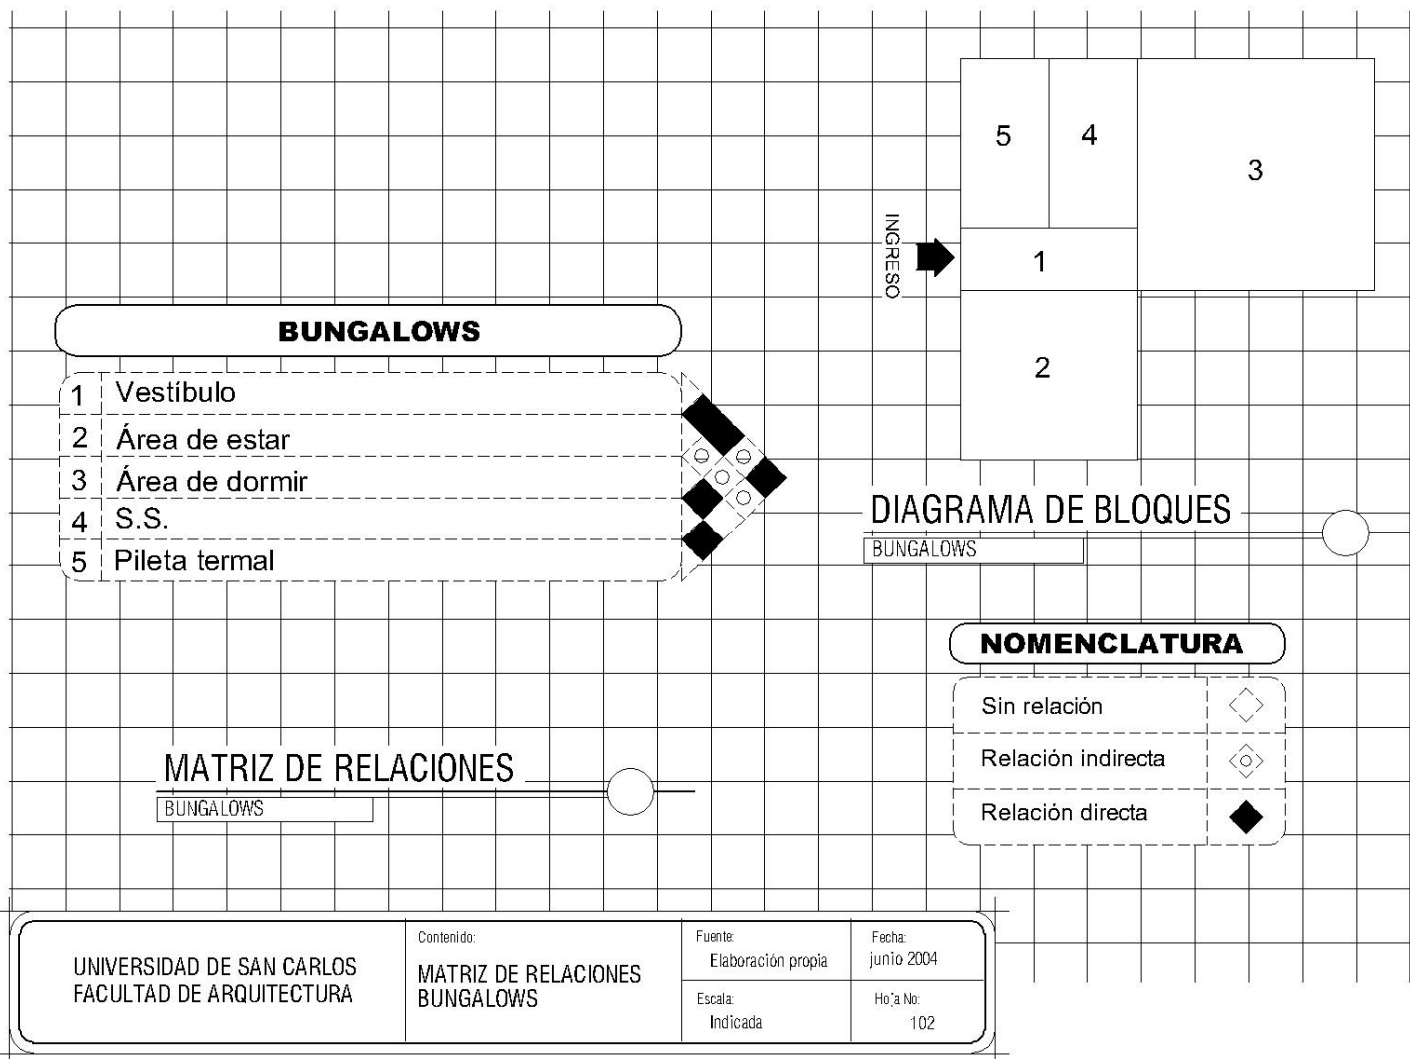 5
4
3
INGRESO
1
2
BUNGALOWS
1 Vestíbulo
2 Área de estar
3 Área de dormir
4 S.S.
5 Pileta termal
DIAGRAMA DE BLOQUES
BUNGALOWS
NOMENCLATURA
Sin relación
Relación indirecta
Relación directa
MATRIZ DE RELACIONES
BUNGALOWS
UNIVERSIDAD DE SAN CARLOS
FACULTAD DE ARQUITECTURA
Contenido:
MATRIZ DE RELACIONES
BUNGALOWS
Fuente:
Elaboración propia
Fecha:
junio 2004
Escala:
Indicada
Hoja No:
102